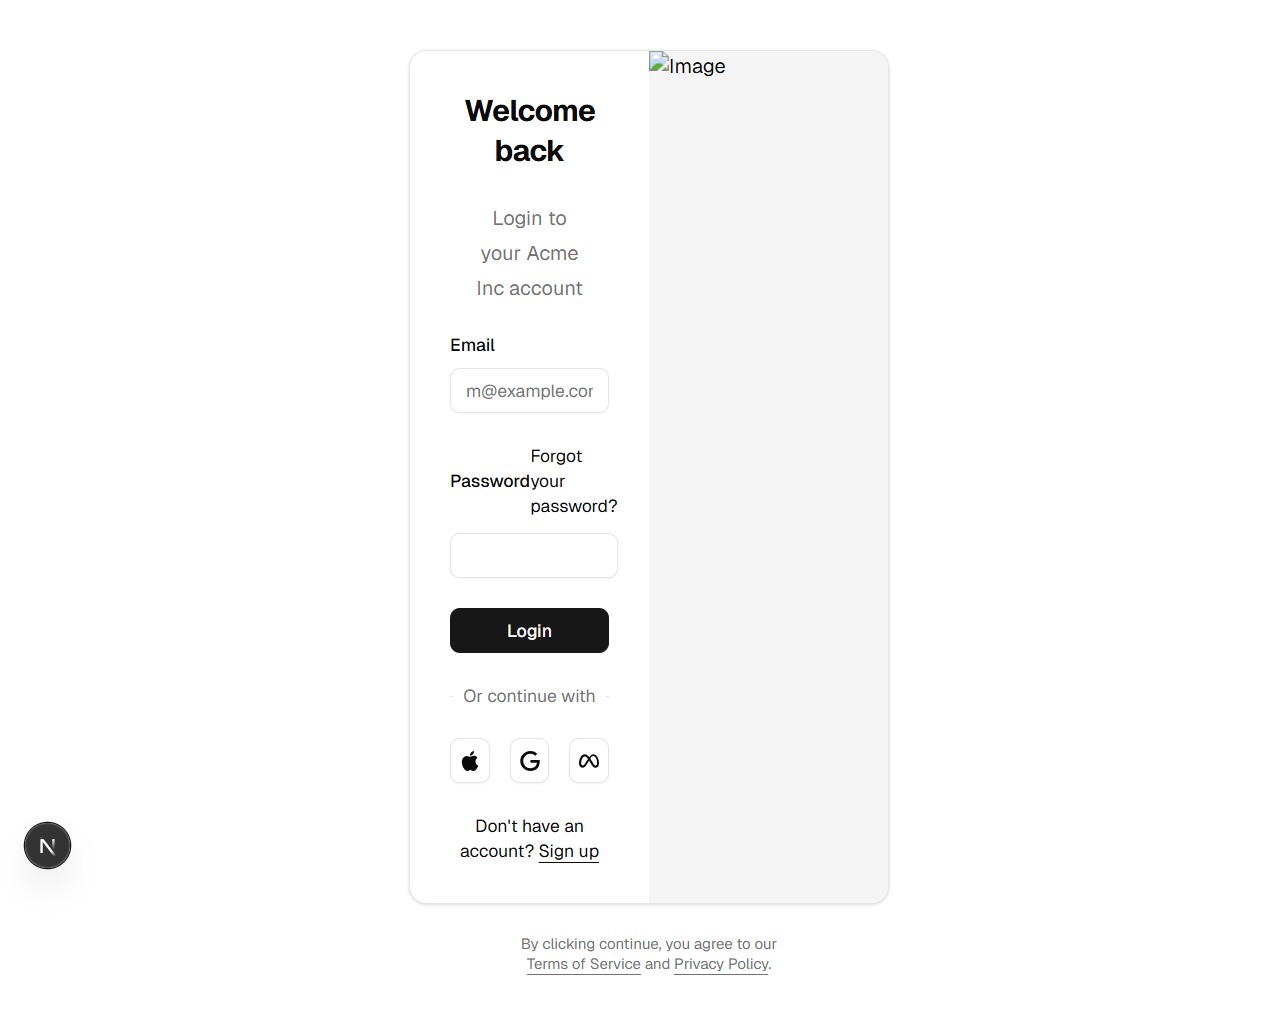 Welcome
back
Login to
your Acme
Inc account
Email
m@example.cor
Password
Forgot
your
password?
Login
Or continue with
Don't have an
account? Sign up
Image
By clicking continue, you agree to our
Terms of Service and Privacy Policy.
N